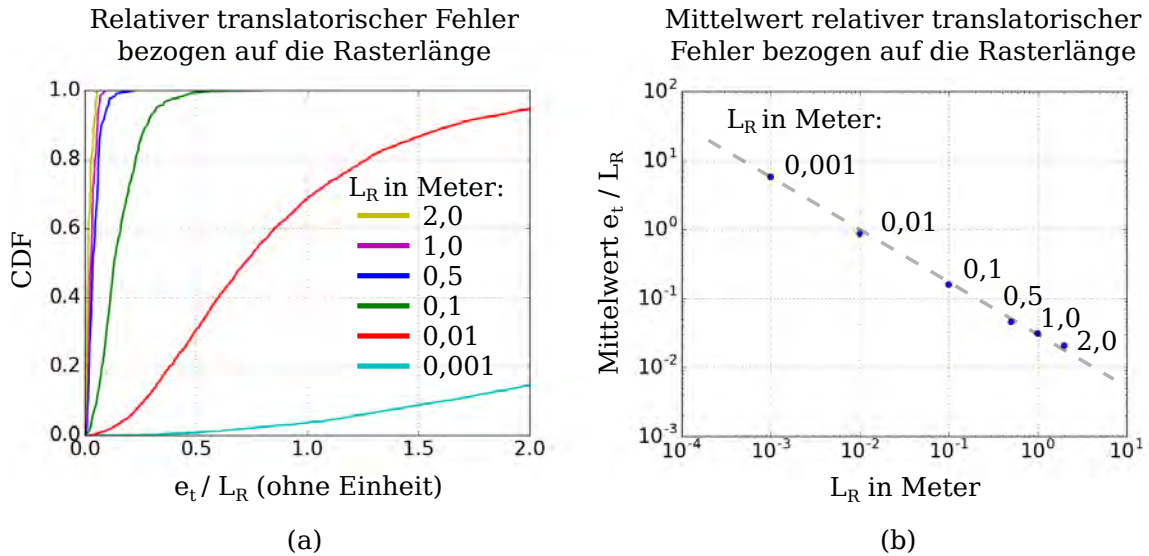 Relativer translatorischer Fehler
bezogen auf die Rasterlänge
CDF
1.0
0.8
0.6
0.4
0.2
0.0
L_R in Meter:
2,0
1,0
0,5
0,1
0,01
0,001
0.0 0.5 1.0 1.5 2.0
e_t / L_R (ohne Einheit)
(a)
Mittelwert relativer translatorischer
Fehler bezogen auf die Rasterlänge
Mittelwert e_t / L_R
10^2
10^1
10^0
10^-1
10^-2
10^-3
L_R in Meter:
0,001
0,01
0,1
0,5
1,0
2,0
10^-4 10^-3 10^-2 10^-1 10^0 10^1
L_R in Meter
(b)